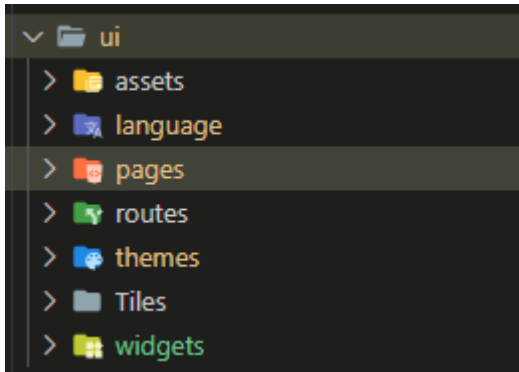 ui
assets
language
pages
routes
themes
Tiles
widgets